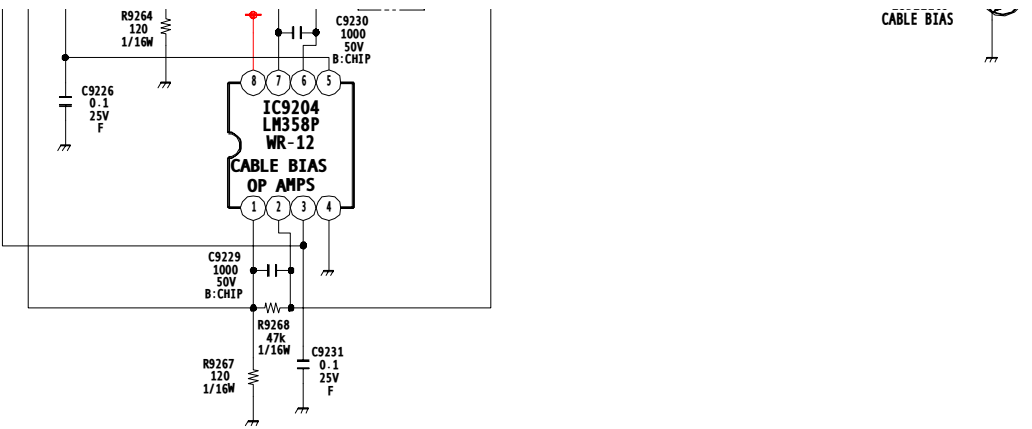 R9264
120
1/16W
C9230
1000
50V
B:CHIP
CABLE BIAS
C9226
0.1
25V
F
8 7 6 5
IC9204
LM358P
WR-12
CABLE BIAS
OP AMPS
1 2 3 4
C9229
1000
50V
B:CHIP
R9268
47k
1/16W
R9267
120
1/16W
C9231
0.1
25V
F